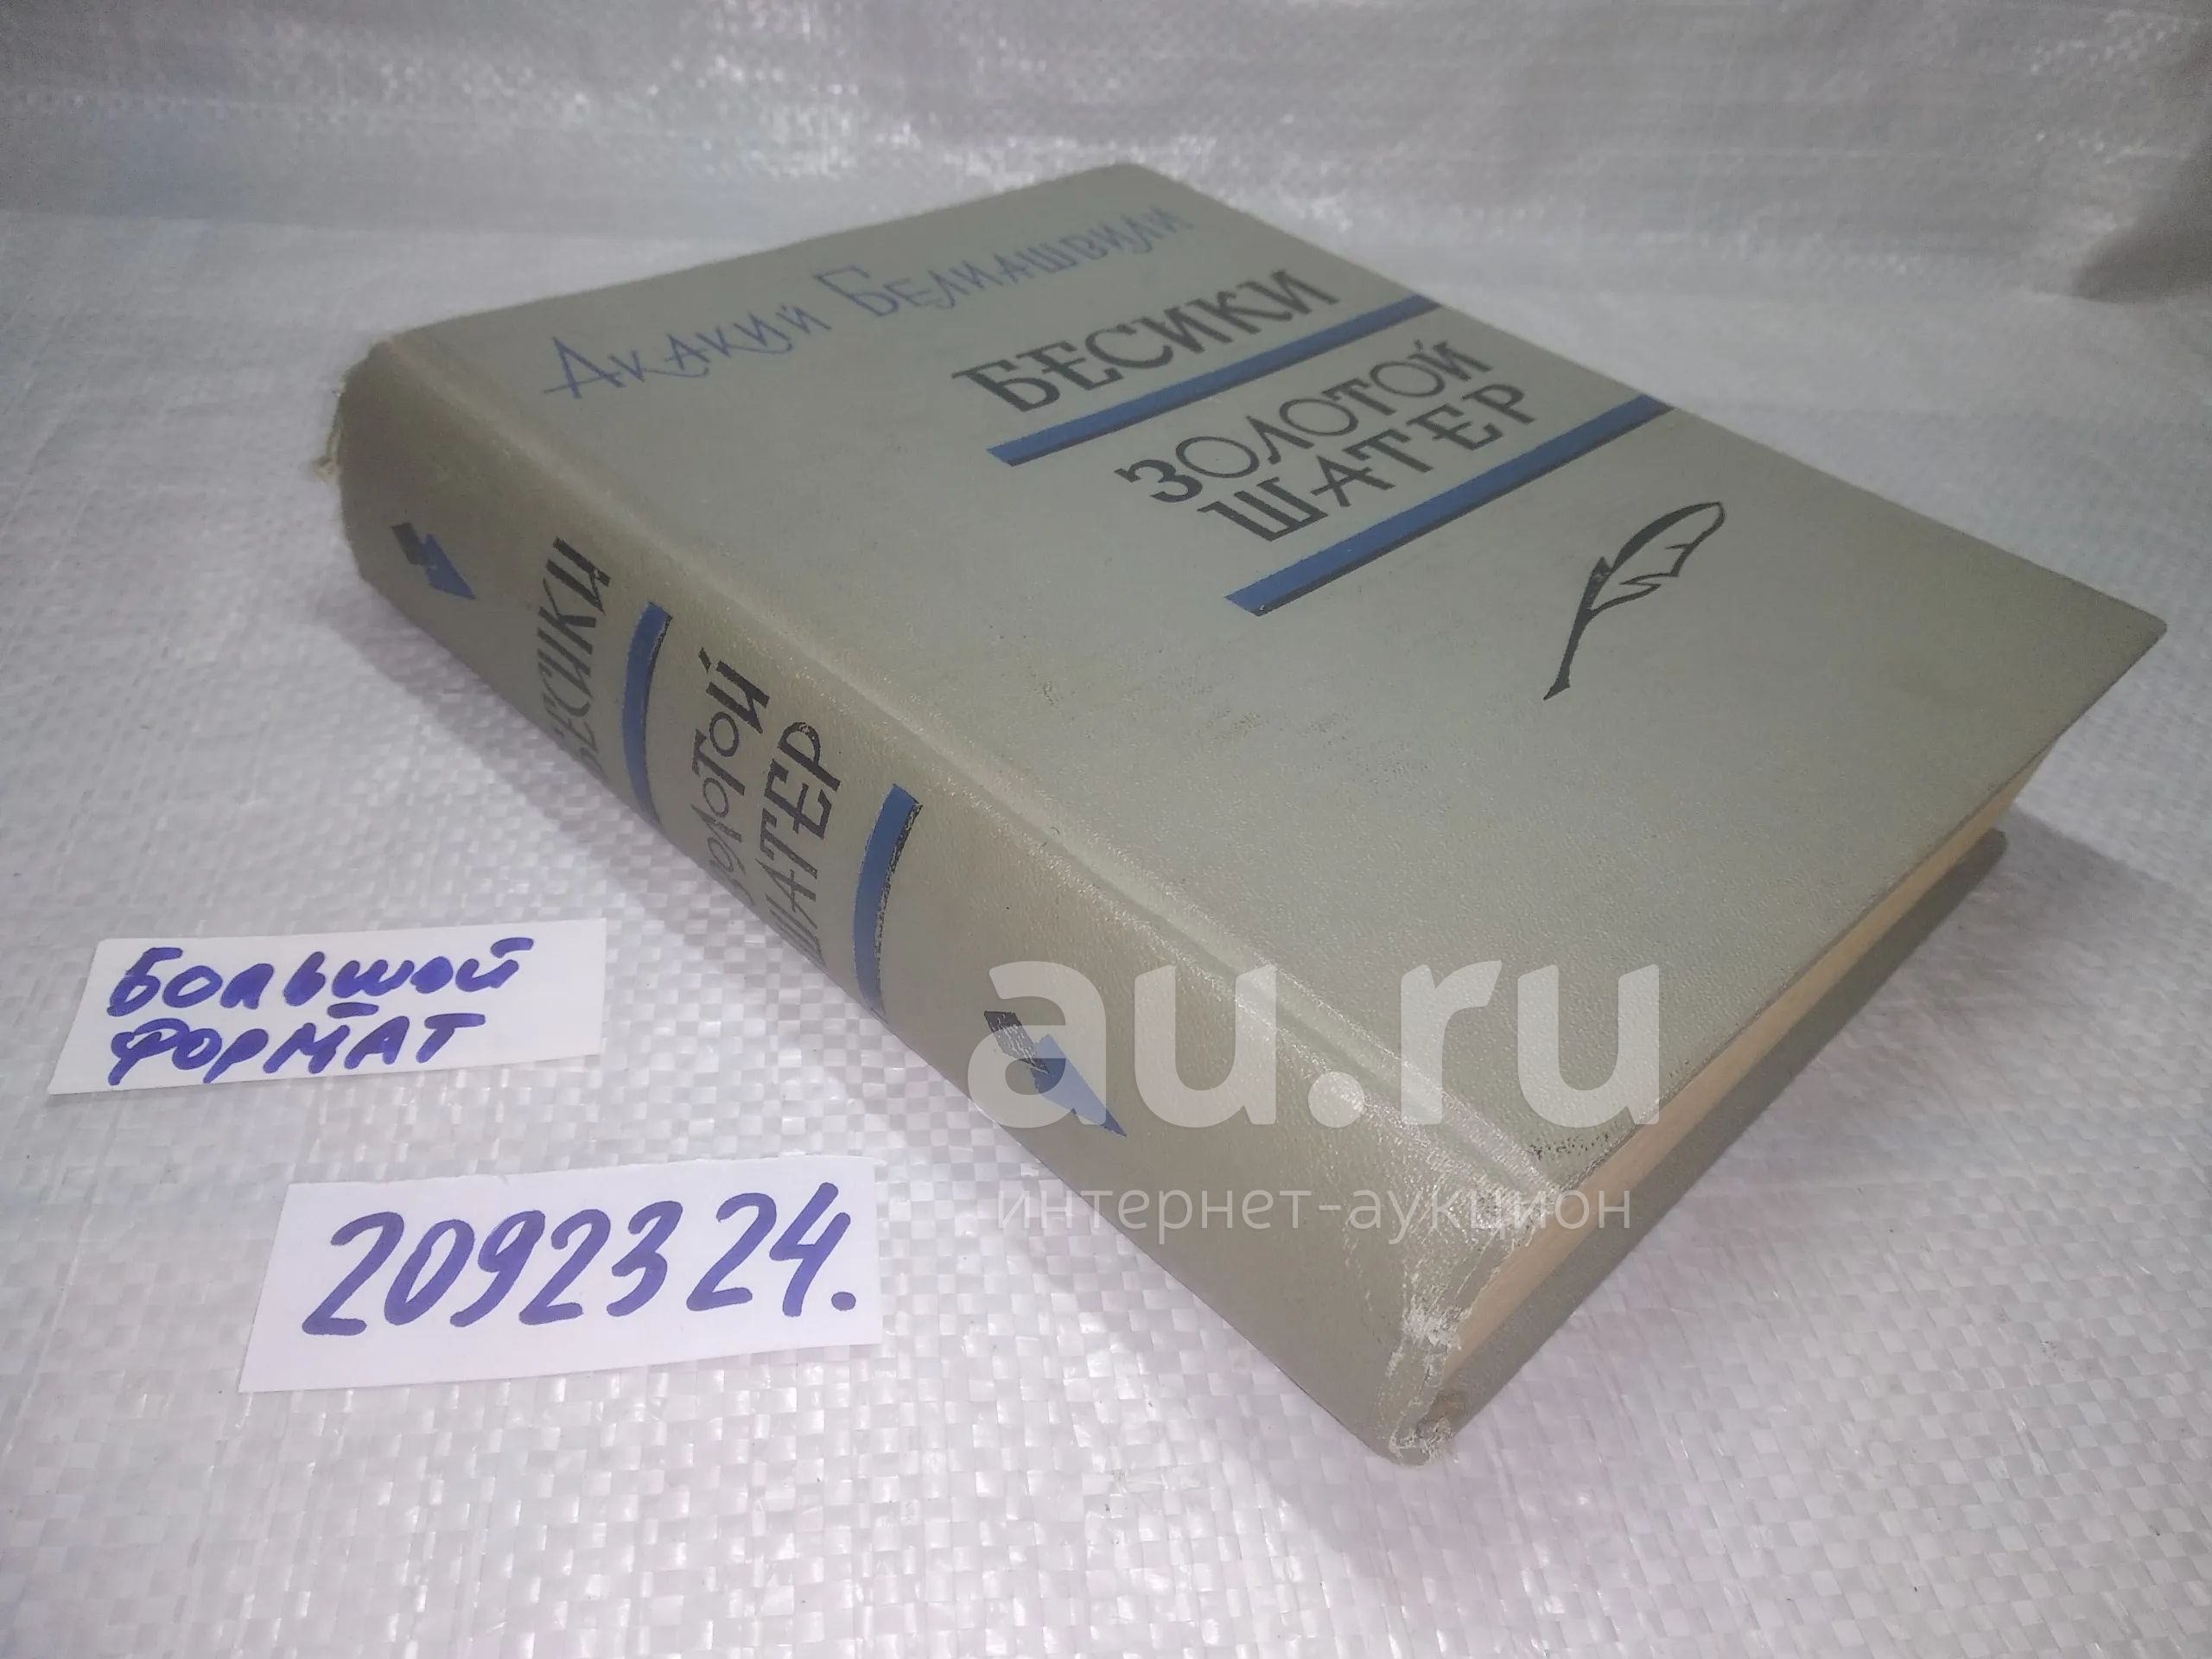 Акакий Белиашвили
БЕСИКИ
ЗОЛОТОЙ
ШАТЕР
БЕСИКИ
ЗОЛОТОЙ
ШАТЕР
Большой
формат
2092324.
au.ru
интернет-аукцион